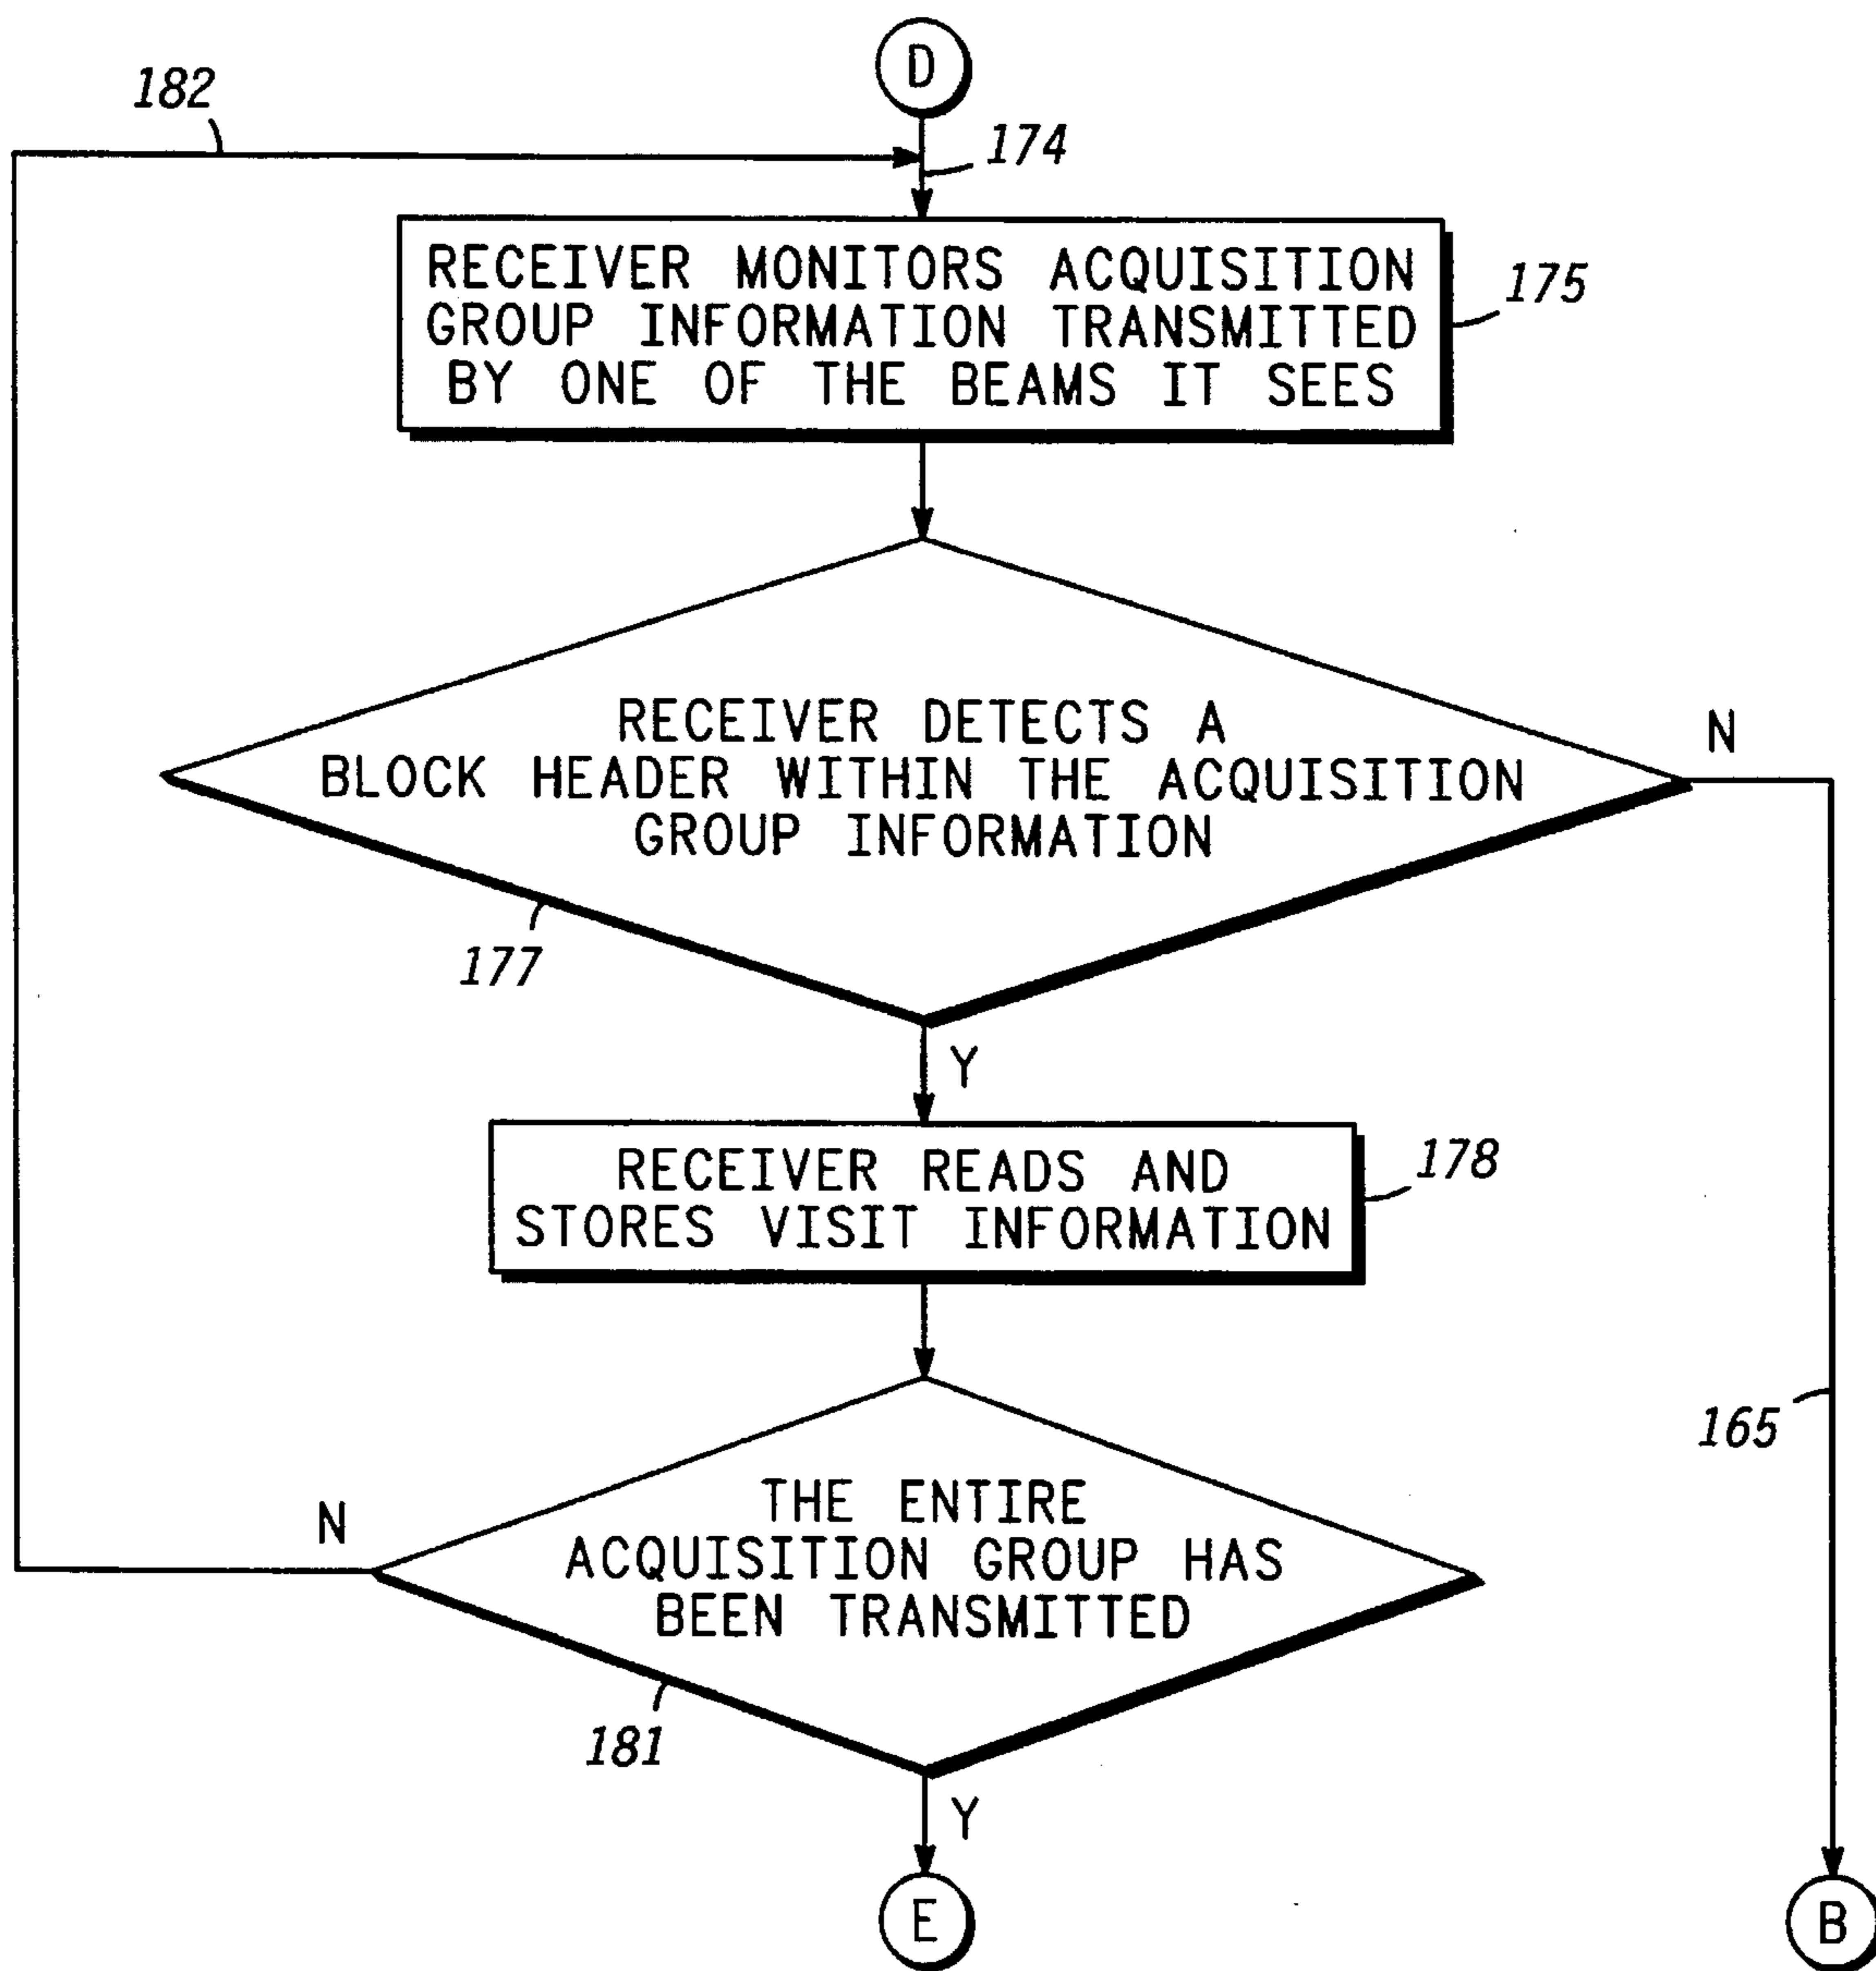 D
182
174
RECEIVER MONITORS ACQUISITION
GROUP INFORMATION TRANSMITTED
BY ONE OF THE BEAMS IT SEES
175
RECEIVER DETECTS A
BLOCK HEADER WITHIN THE ACQUISITION
GROUP INFORMATION
N
177
Y
RECEIVER READS AND
STORES VISIT INFORMATION
178
165
THE ENTIRE
ACQUISITION GROUP HAS
BEEN TRANSMITTED
N
181
Y
E
B